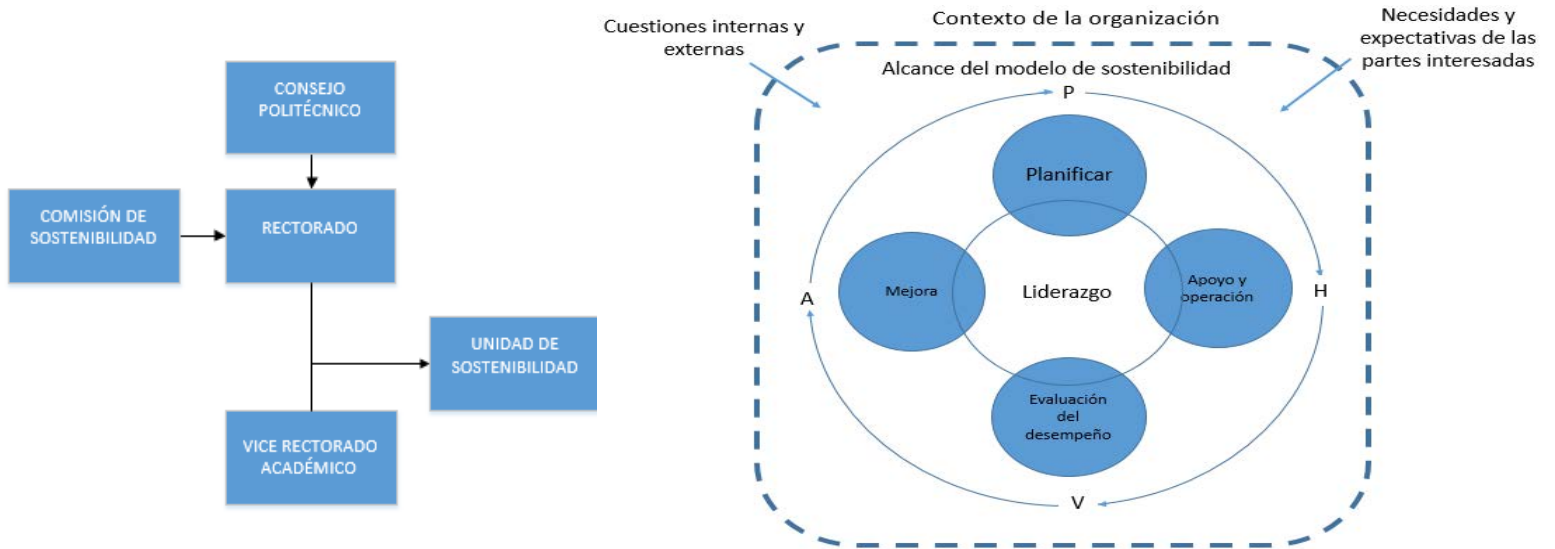 CONSEJO
POLITÉCNICO
COMISIÓN DE
SOSTENIBILIDAD
RECTORADO
UNIDAD DE
SOSTENIBILIDAD
VICE RECTORADO
ACADÉMICO
Cuestiones internas y
externas
Contexto de la organización
Necesidades y
expectativas de las
partes interesadas
Alcance del modelo de sostenibilidad
P
Planificar
A
Mejora
Liderazgo
Apoyo y
operación
H
Evaluación
del
desempeño
V